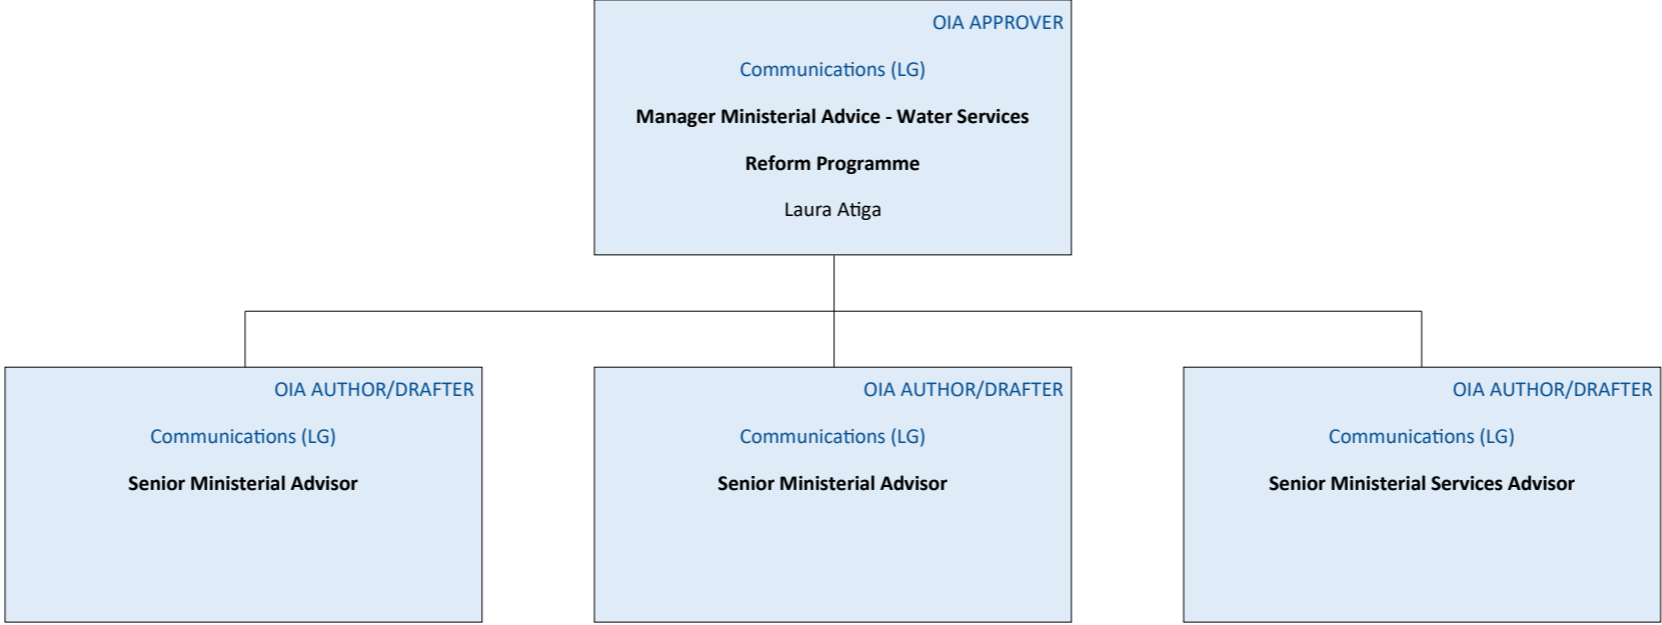 OIA APPROVER
Communications (LG)
Manager Ministerial Advice - Water Services
Reform Programme
Laura Atiga
OIA AUTHOR/DRAFTER
Communications (LG)
Senior Ministerial Advisor
OIA AUTHOR/DRAFTER
Communications (LG)
Senior Ministerial Advisor
OIA AUTHOR/DRAFTER
Communications (LG)
Senior Ministerial Services Advisor